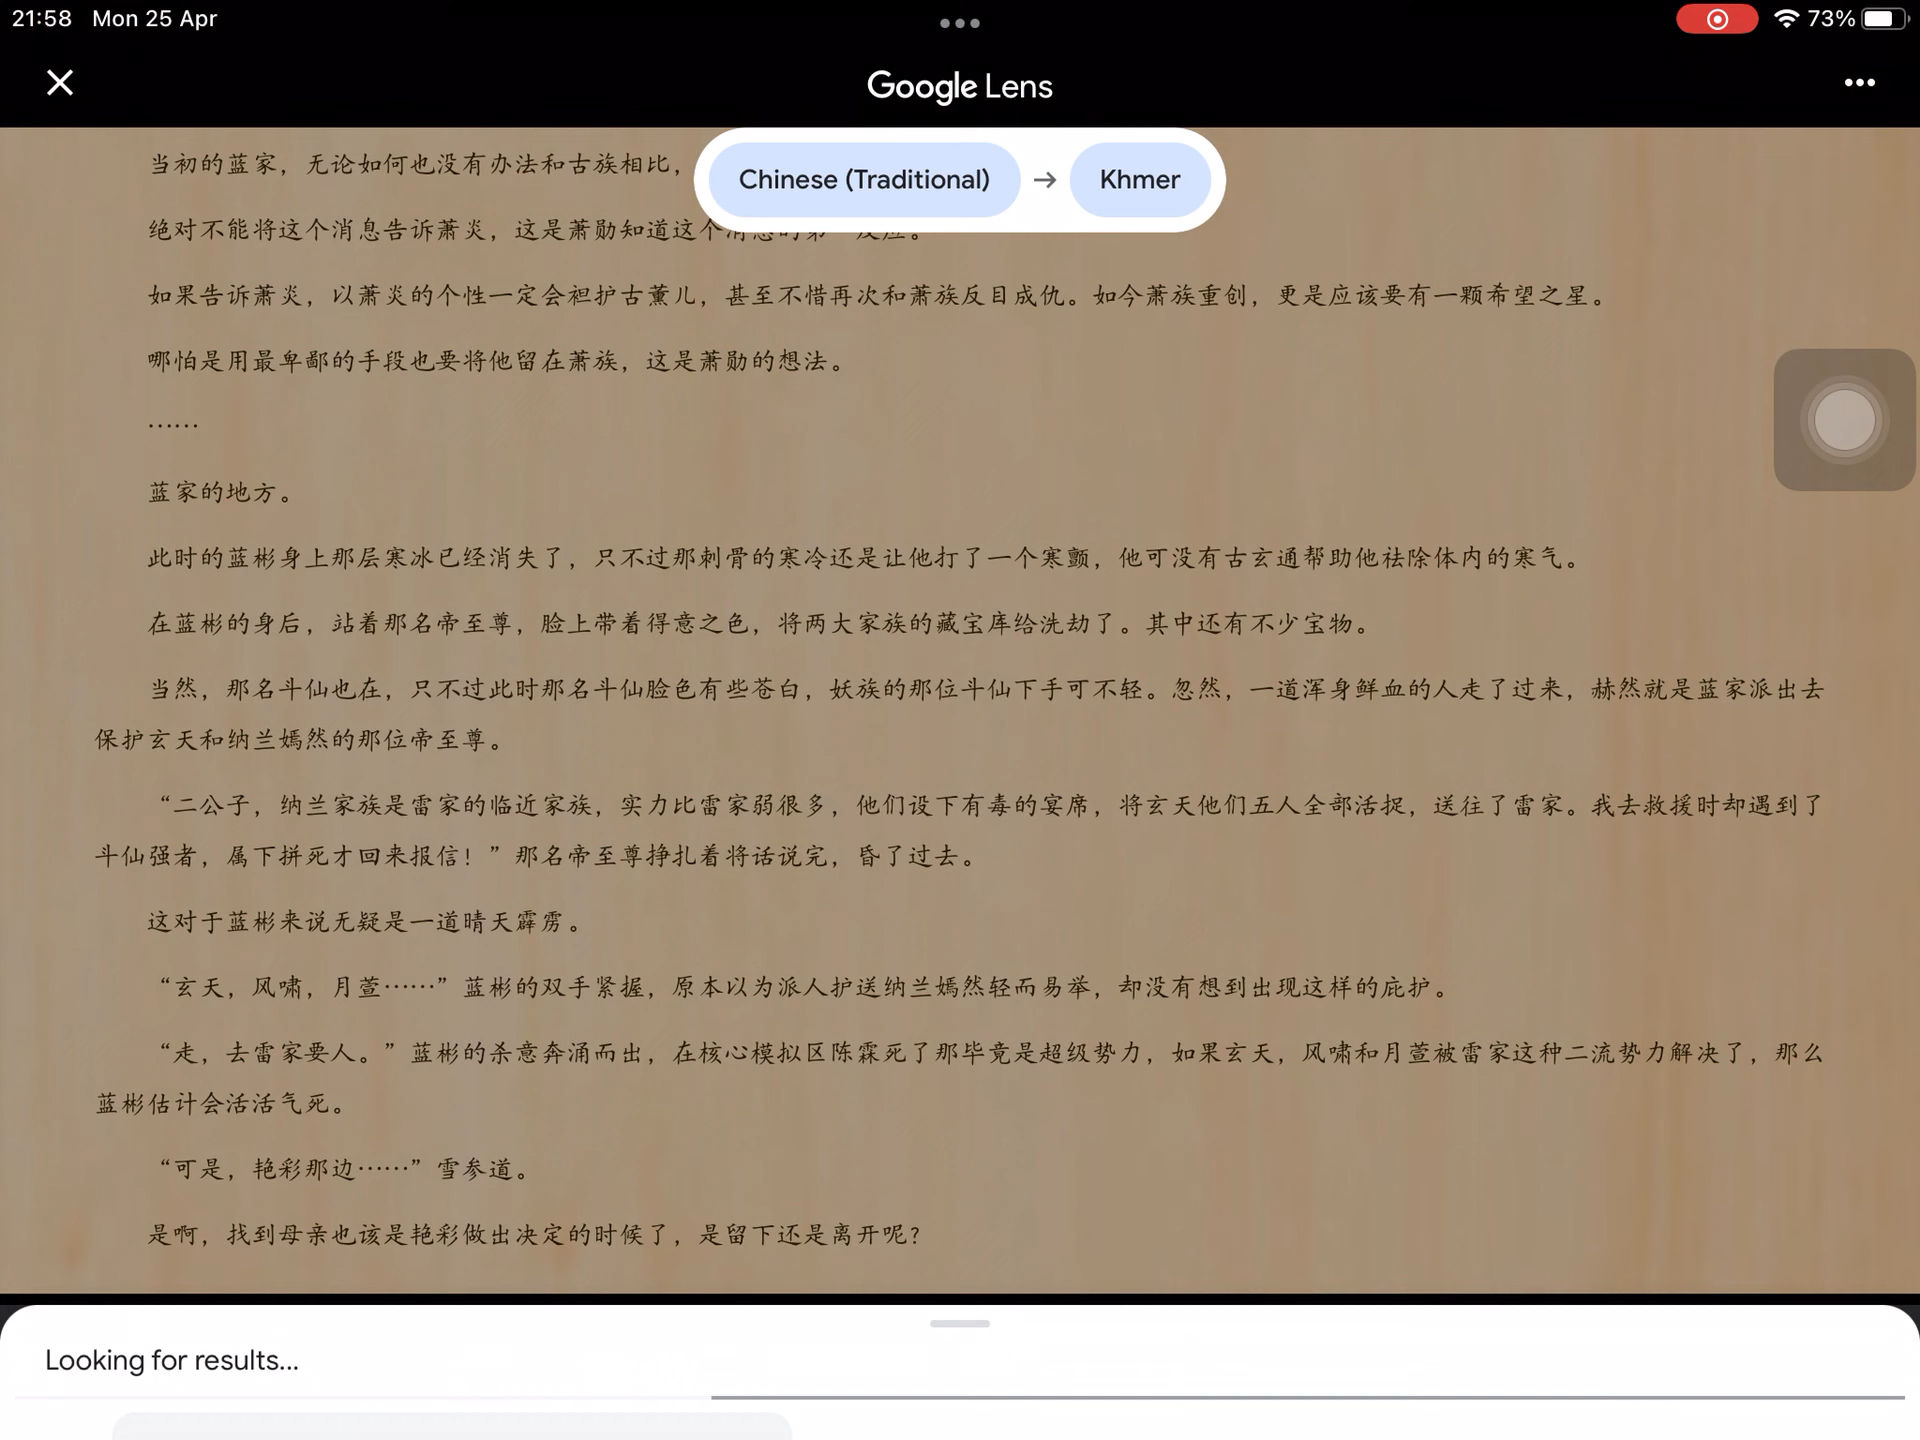 21:58 Mon 25 Apr
73%
Google Lens
Chinese (Traditional) → Khmer
当初的蓝家，无论如何也没有办法和古族相比，
绝对不能将这个消息告诉萧炎，这是萧勋知道这个
如果告诉萧炎，以萧炎的个性一定会袒护古薰儿，甚至不惜再次和萧族反目成仇。如今萧族重创，更是应该要有一颗希望之星。
哪怕是用最卑鄙的手段也要将他留在萧族，这是萧勋的想法。
……
蓝家的地方。
此时的蓝彬身上那层寒冰已经消失了，只不过那刺骨的寒冷还是让他打了一个寒颤，他可没有古玄通帮助他祛除体内的寒气。
在蓝彬的身后，站着那名帝至尊，脸上带着得意之色，将两大家族的藏宝库给洗劫了。其中还有不少宝物。
当然，那名斗仙也在，只不过此时那名斗仙脸色有些苍白，妖族的那位斗仙下手可不轻。忽然，一道浑身鲜血的人走了过来，赫然就是蓝家派出去
保护玄天和纳兰嫣然的那位帝至尊。
“二公子，纳兰家族是雷家的临近家族，实力比雷家弱很多，他们设下有毒的宴席，将玄天他们五人全部活捉，送往了雷家。我去救援时却遇到了
斗仙强者，属下拼死才回来报信！”那名帝至尊挣扎着将话说完，昏了过去。
这对于蓝彬来说无疑是一道晴天霹雳。
“玄天，风啸，月萱……”蓝彬的双手紧握，原本以为派人护送纳兰嫣然轻而易举，却没有想到出现这样的庇护。
“走，去雷家要人。”蓝彬的杀意奔涌而出，在核心模拟区陈霖死了那毕竟是超级势力，如果玄天，风啸和月萱被雷家这种二流势力解决了，那么
蓝彬估计会活活气死。
“可是，艳彩那边……”雪参道。
是啊，找到母亲也该是艳彩做出决定的时候了，是留下还是离开呢？
Looking for results...